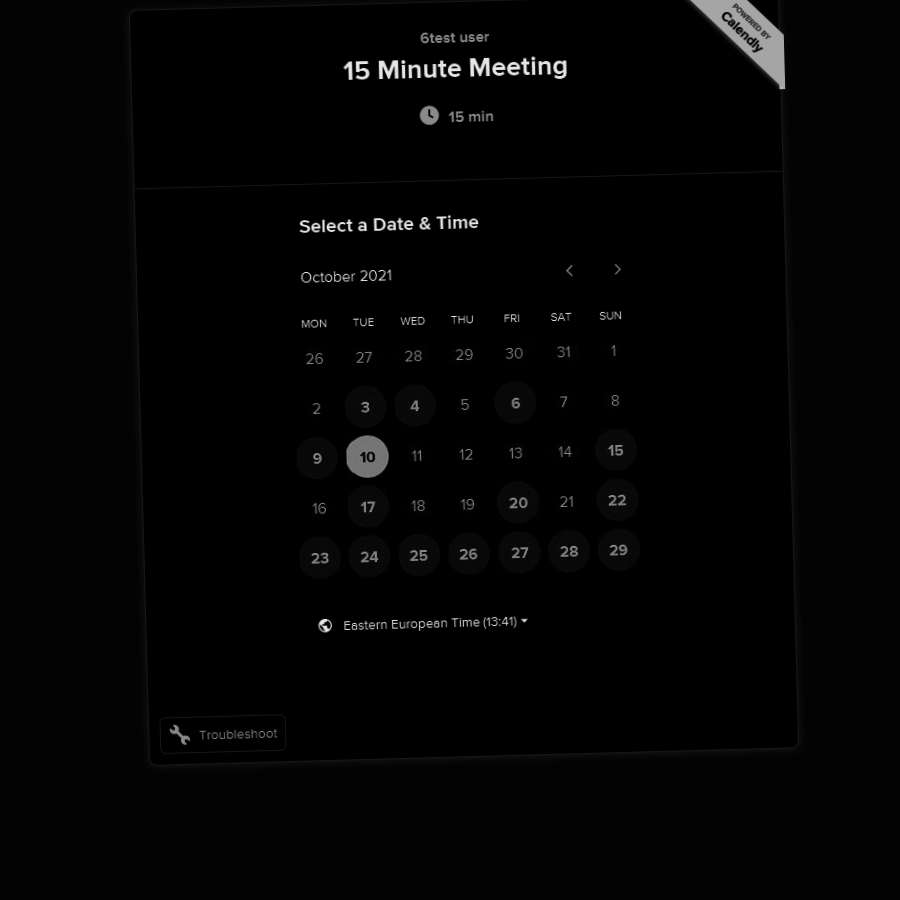 POWERED BY
Calendly
6test user
15 Minute Meeting
15 min
Select a Date & Time
October 2021
MON TUE WED THU FRI SAT SUN
26 27 28 29 30 31 1
2 3 4 5 6 7 8
9 10 11 12 13 14 15
16 17 18 19 20 21 22
23 24 25 26 27 28 29
Eastern European Time (13:41)
Troubleshoot